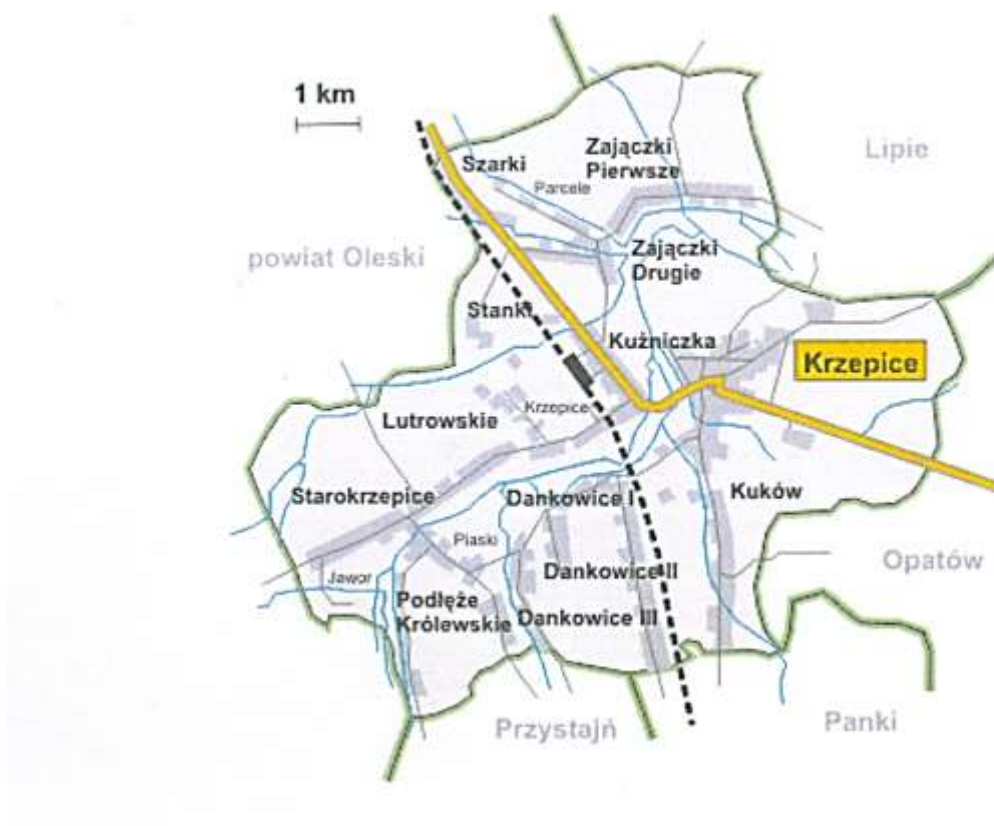 1 km
Szarki
Zajączki
Pierwsze
Lipie
Parcele
powiat Oleski
Zajączki
Drugie
Stanki
Kuźniczka
Krzepice
Krzepice
Lutrowskie
Starokrzepice
Dankowice I
Kuków
Piaski
Opatów
Jawor
Dankowice II
Podłęże
Królewskie
Dankowice III
Przystajń
Panki